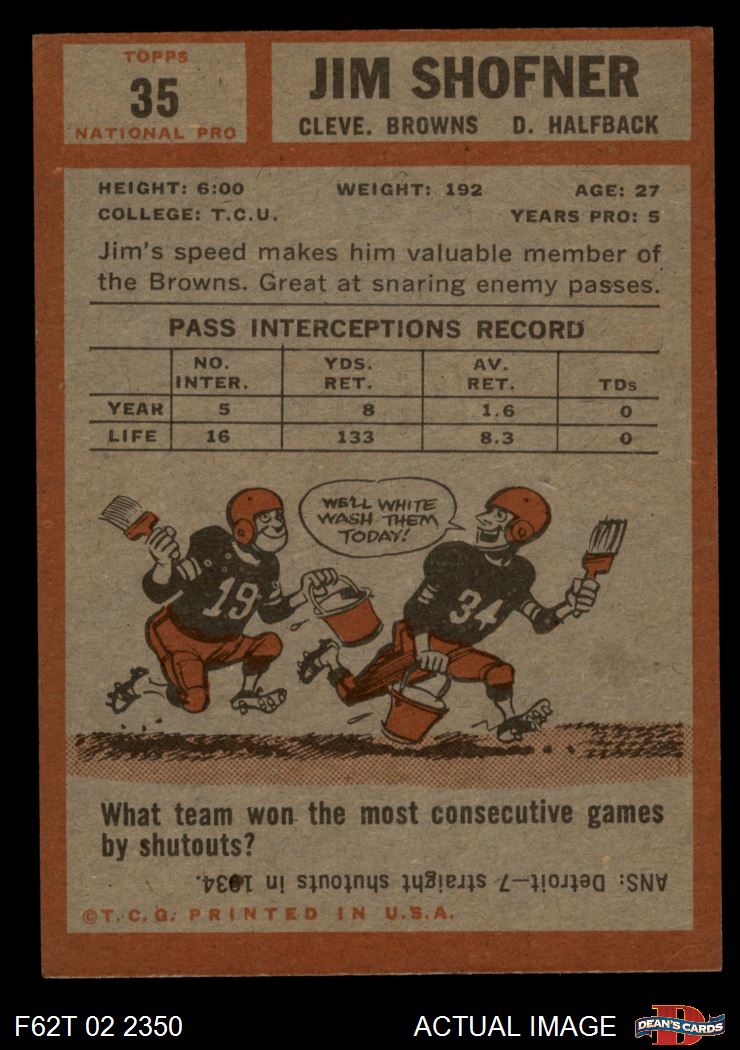 TOPPS
35
NATIONAL PRO
JIM SHOFNER
CLEVE. BROWNS D. HALFBACK
HEIGHT: 6:00 WEIGHT: 192 AGE: 27
COLLEGE: T.C.U. YEARS PRO: 5
Jim's speed makes him valuable member of
the Browns. Great at snaring enemy passes.
PASS INTERCEPTIONS RECORD
NO. INTER. YDS. RET. AV. RET. TDs
YEAR 5 8 1.6 0
LIFE 16 133 8.3 0
WE'LL WHITE
WASH THEM
TODAY!
19
34
What team won the most consecutive games
by shutouts?
ANS: Detroit—7 straight shutouts in 1934.
©T.C.G. PRINTED IN U.S.A.
F62T 02 2350 ACTUAL IMAGE
D
DEAN'S CARDS